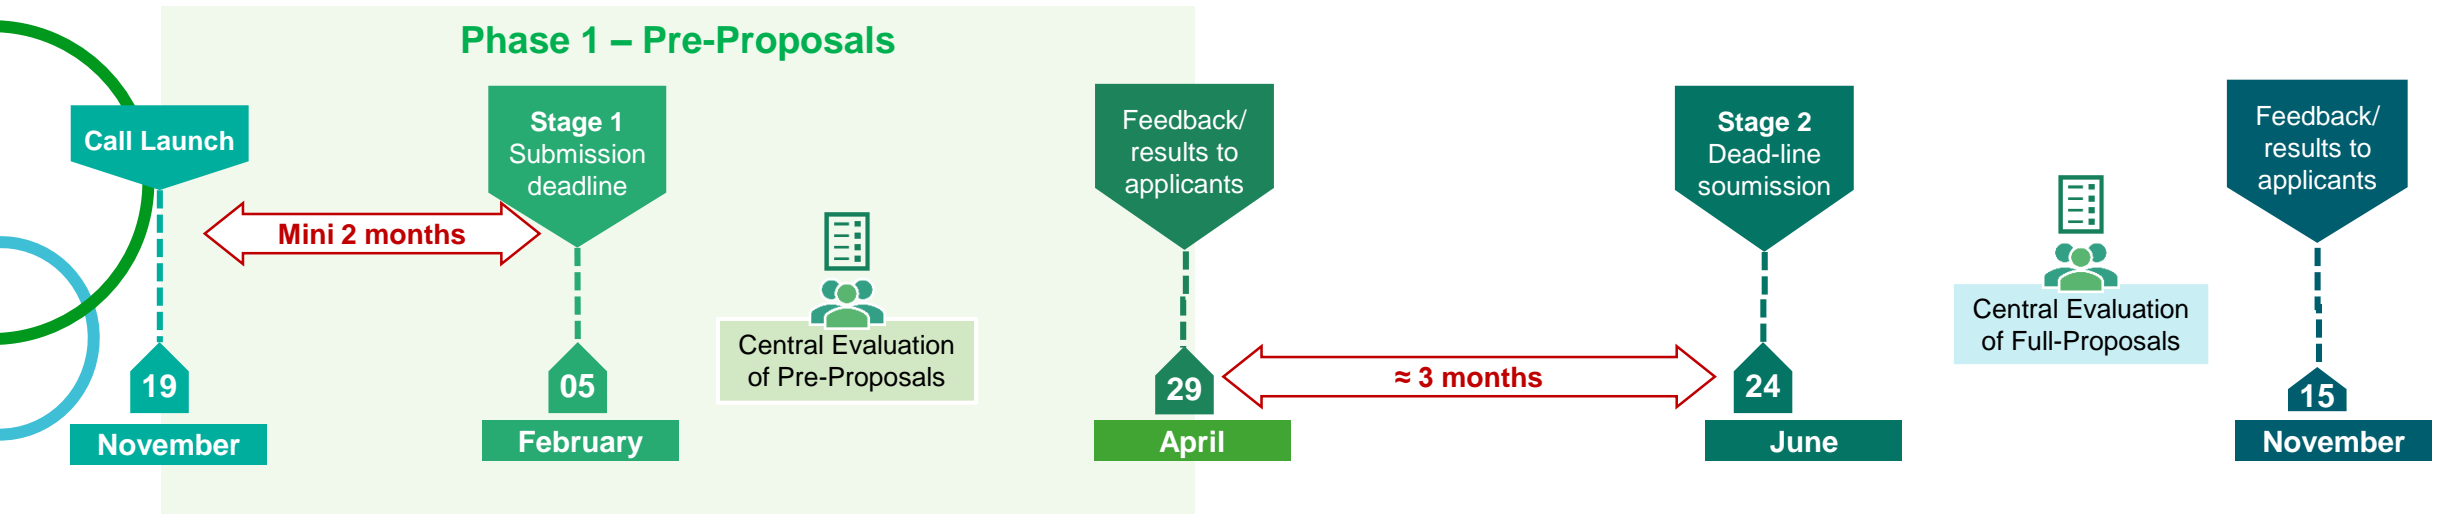 Phase 1 – Pre-Proposals
Call Launch
Stage 1
Submission
deadline
Feedback/
results to
applicants
Stage 2
Dead-line
soumission
Feedback/
results to
applicants
Mini 2 months
Central Evaluation
of Pre-Proposals
≈ 3 months
Central Evaluation
of Full-Proposals
19
November
05
February
29
April
24
June
15
November